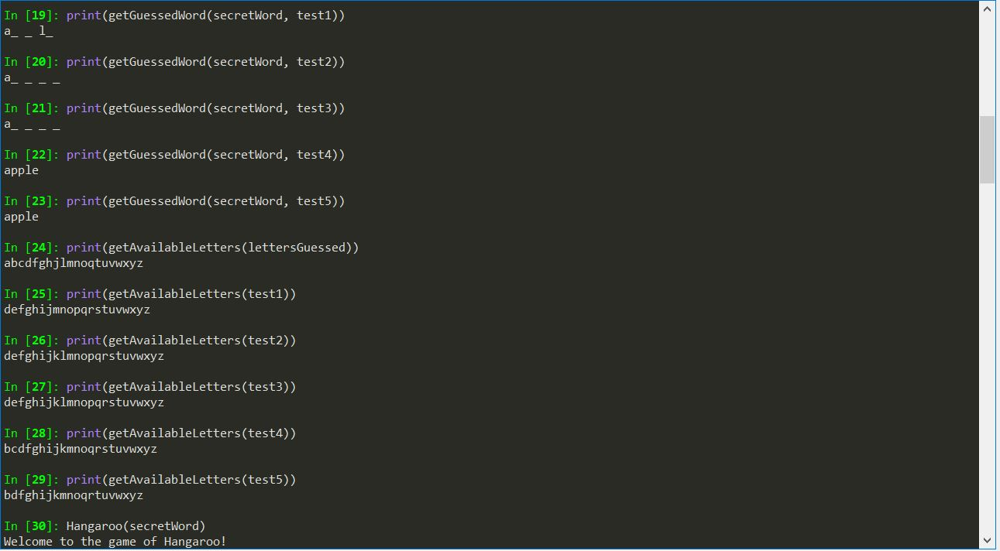 In [19]: print(getGuessedWord(secretWord, test1))
a_ _ l_
In [20]: print(getGuessedWord(secretWord, test2))
a_ _ _ _
In [21]: print(getGuessedWord(secretWord, test3))
a_ _ _ _
In [22]: print(getGuessedWord(secretWord, test4))
apple
In [23]: print(getGuessedWord(secretWord, test5))
apple
In [24]: print(getAvailableLetters(lettersGuessed))
abcdfghjlmnoqtuvwxyz
In [25]: print(getAvailableLetters(test1))
defghijmnopqrstuvwxyz
In [26]: print(getAvailableLetters(test2))
defghijklmnopqrstuvwxyz
In [27]: print(getAvailableLetters(test3))
defghijklmnopqrstuvwxyz
In [28]: print(getAvailableLetters(test4))
bcdfghijkmnoqrstuvwxyz
In [29]: print(getAvailableLetters(test5))
bdfghijkmnoqrtuvwxyz
In [30]: Hangaroo(secretWord)
Welcome to the game of Hangaroo!